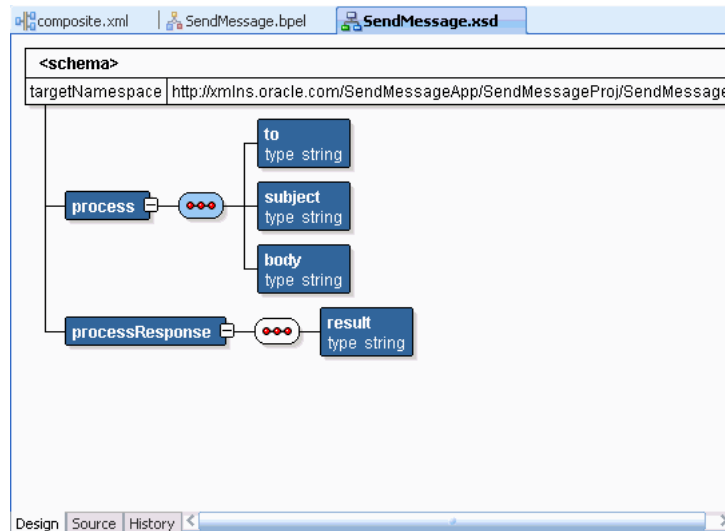 composite.xml SendMessage.bpel SendMessage.xsd
<schema>
targetNamespace http://xmlns.oracle.com/SendMessageApp/SendMessageProj/SendMessage
to
type string
process
subject
type string
body
type string
processResponse
result
type string
Design Source History